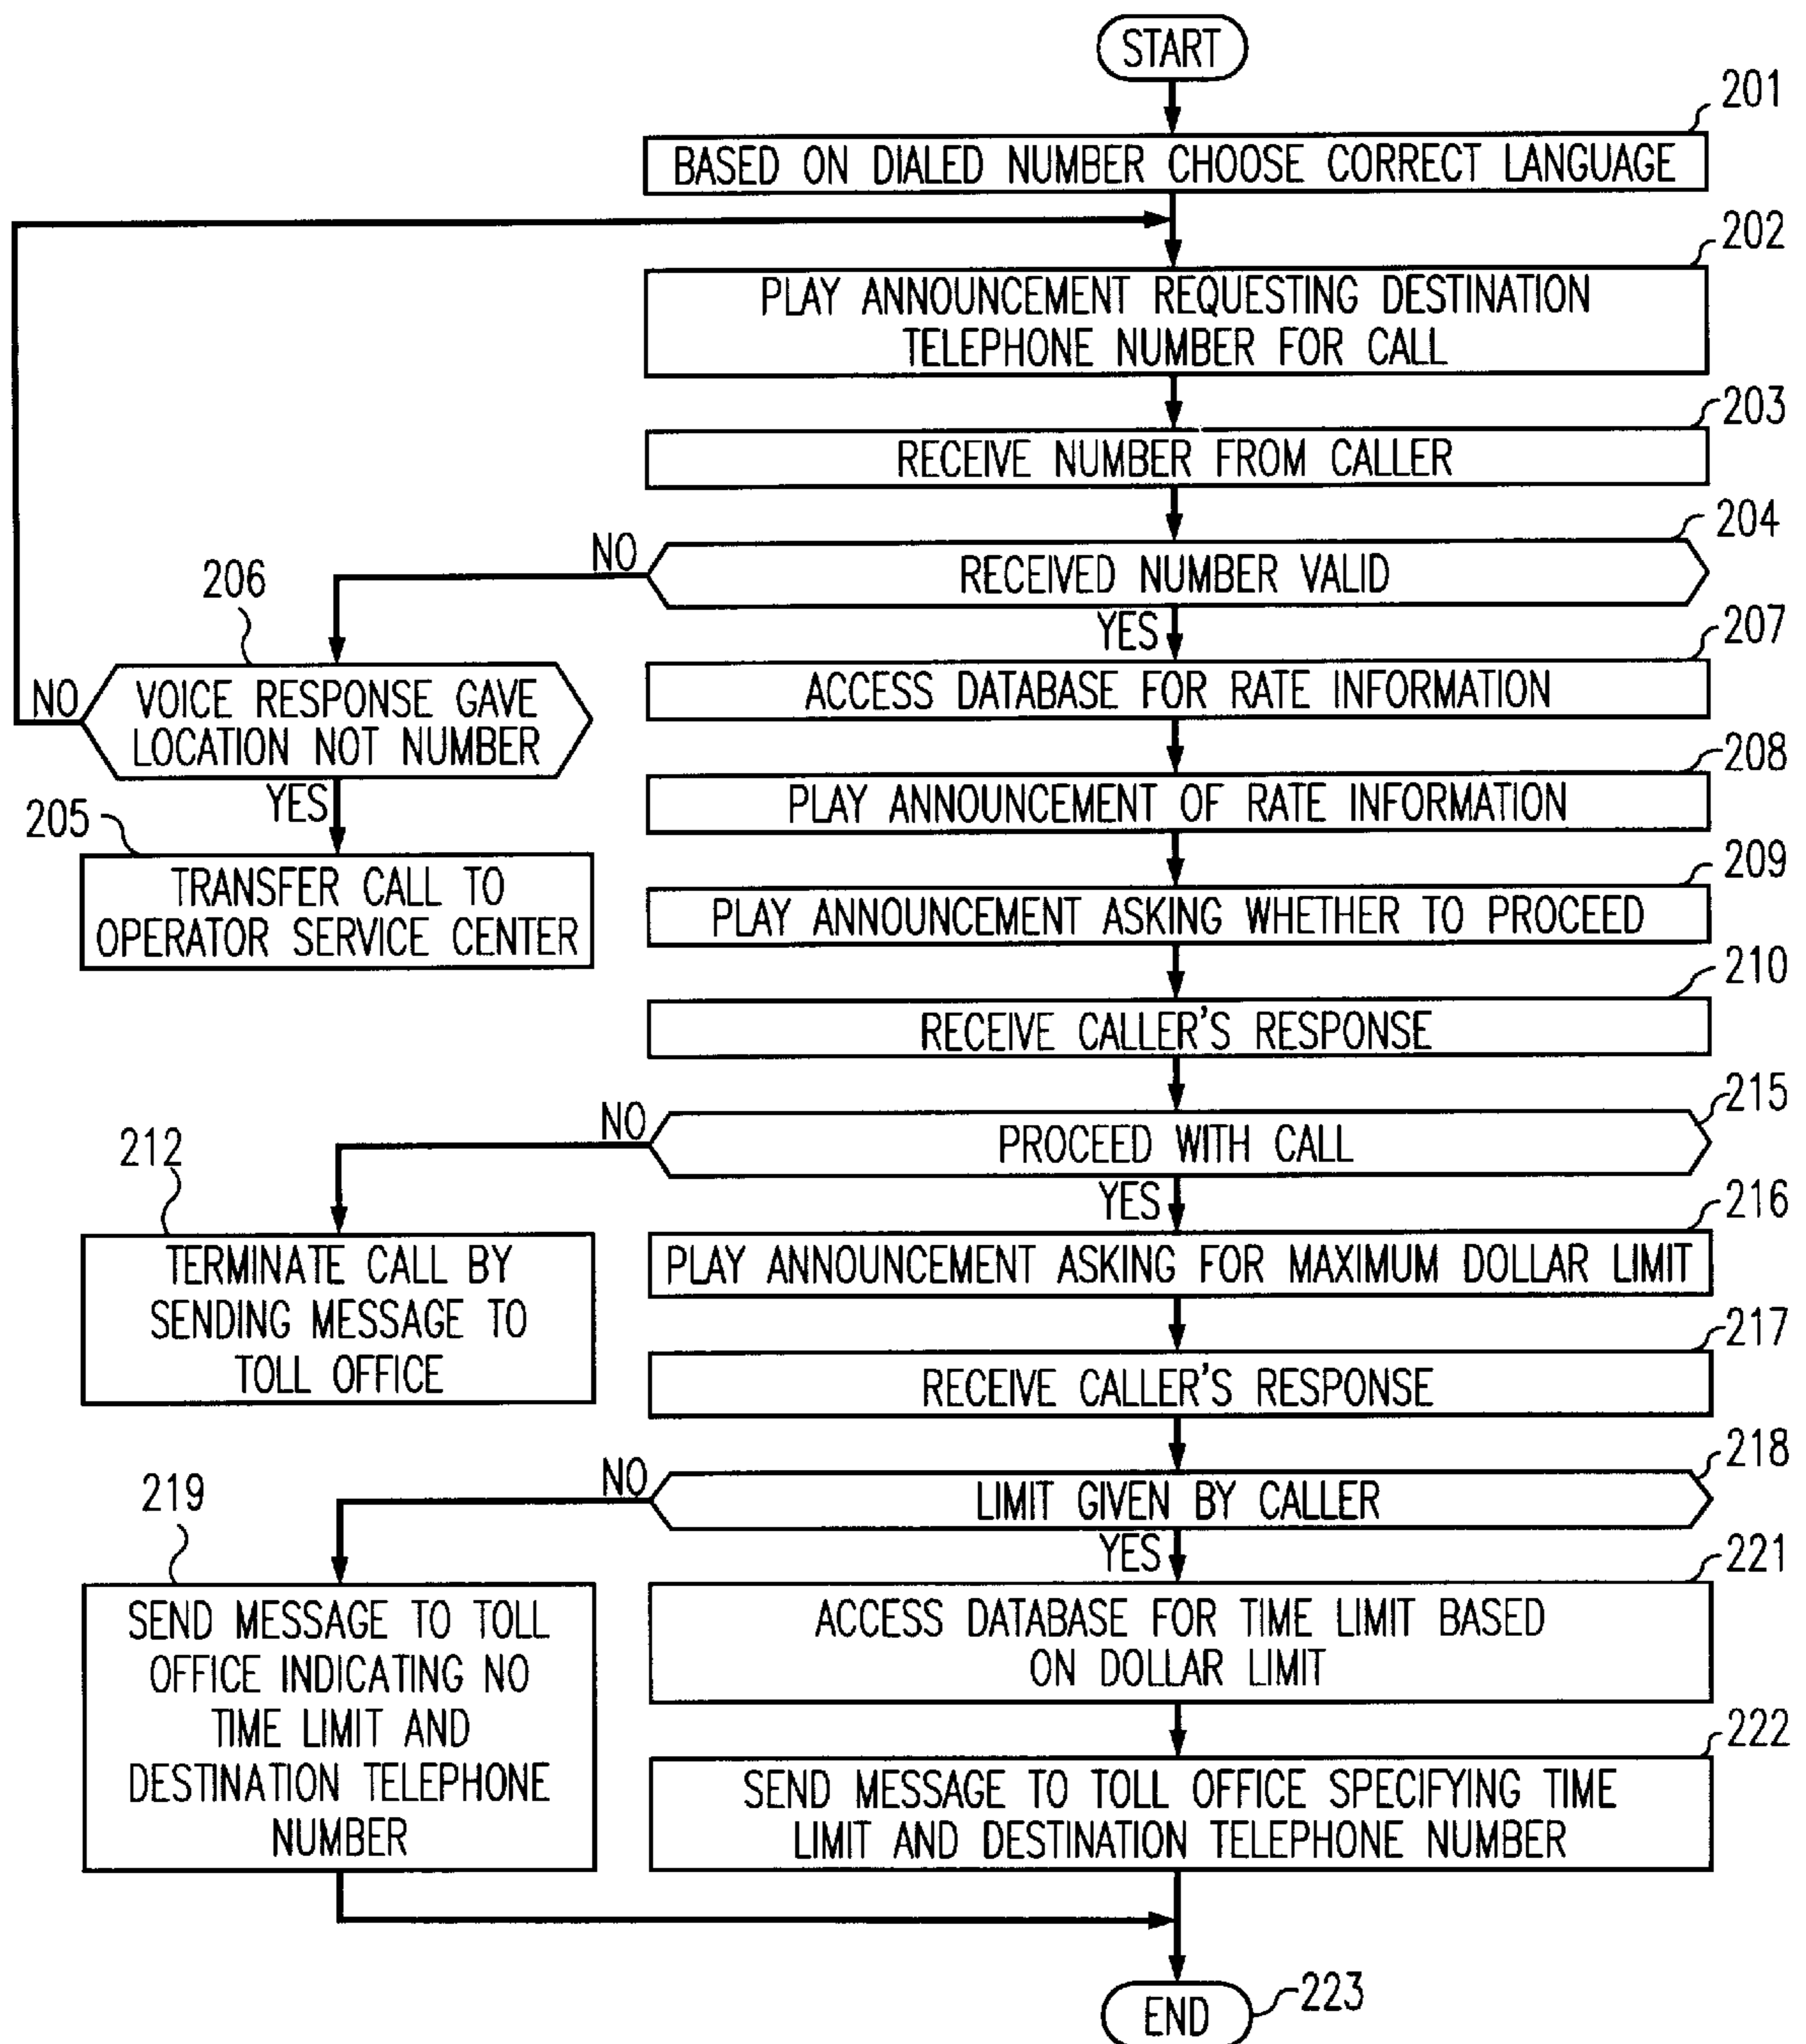 START
201
BASED ON DIALED NUMBER CHOOSE CORRECT LANGUAGE
202
PLAY ANNOUNCEMENT REQUESTING DESTINATION
TELEPHONE NUMBER FOR CALL
203
RECEIVE NUMBER FROM CALLER
204
NO
RECEIVED NUMBER VALID
206
YES
207
NO
VOICE RESPONSE GAVE
LOCATION NOT NUMBER
ACCESS DATABASE FOR RATE INFORMATION
208
YES
PLAY ANNOUNCEMENT OF RATE INFORMATION
205
TRANSFER CALL TO
OPERATOR SERVICE CENTER
209
PLAY ANNOUNCEMENT ASKING WHETHER TO PROCEED
210
RECEIVE CALLER'S RESPONSE
215
NO
PROCEED WITH CALL
212
YES
216
TERMINATE CALL BY
SENDING MESSAGE TO
TOLL OFFICE
PLAY ANNOUNCEMENT ASKING FOR MAXIMUM DOLLAR LIMIT
217
RECEIVE CALLER'S RESPONSE
218
NO
LIMIT GIVEN BY CALLER
219
YES
221
SEND MESSAGE TO TOLL
OFFICE INDICATING NO
TIME LIMIT AND
DESTINATION TELEPHONE
NUMBER
ACCESS DATABASE FOR TIME LIMIT BASED
ON DOLLAR LIMIT
222
SEND MESSAGE TO TOLL OFFICE SPECIFYING TIME
LIMIT AND DESTINATION TELEPHONE NUMBER
END
223